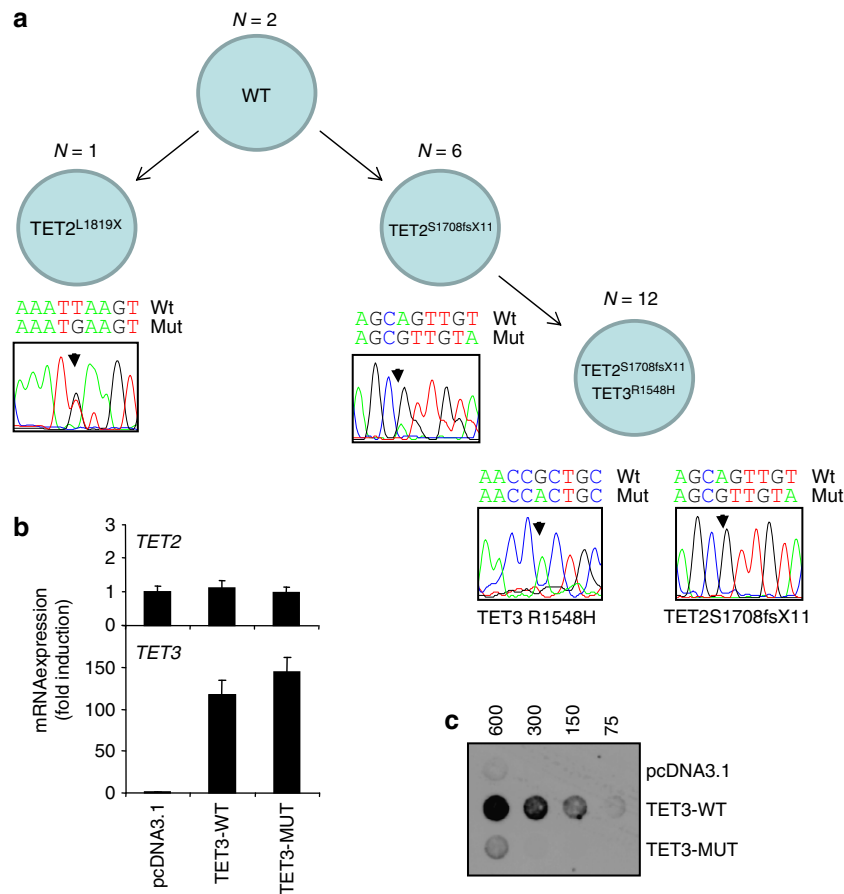 a
N = 2
WT
N = 1
N = 6
TET2L1819X
TET2S1708fsX11
AAATTAAGT Wt
AAATGAAGT Mut
AGCAGTTGT Wt
AGCGTTGTA Mut
N = 12
TET2S1708fsX11
TET3R1548H
AACCGCTGC Wt
AACCACTGC Mut
AGCAGTTGT Wt
AGCGTTGTA Mut
TET3 R1548H
TET2S1708fsX11
b
mRNAexpression
(fold induction)
TET2
3
2
1
0
TET3
150
100
50
0
pcDNA3.1
TET3-WT
TET3-MUT
c
600
300
150
75
pcDNA3.1
TET3-WT
TET3-MUT